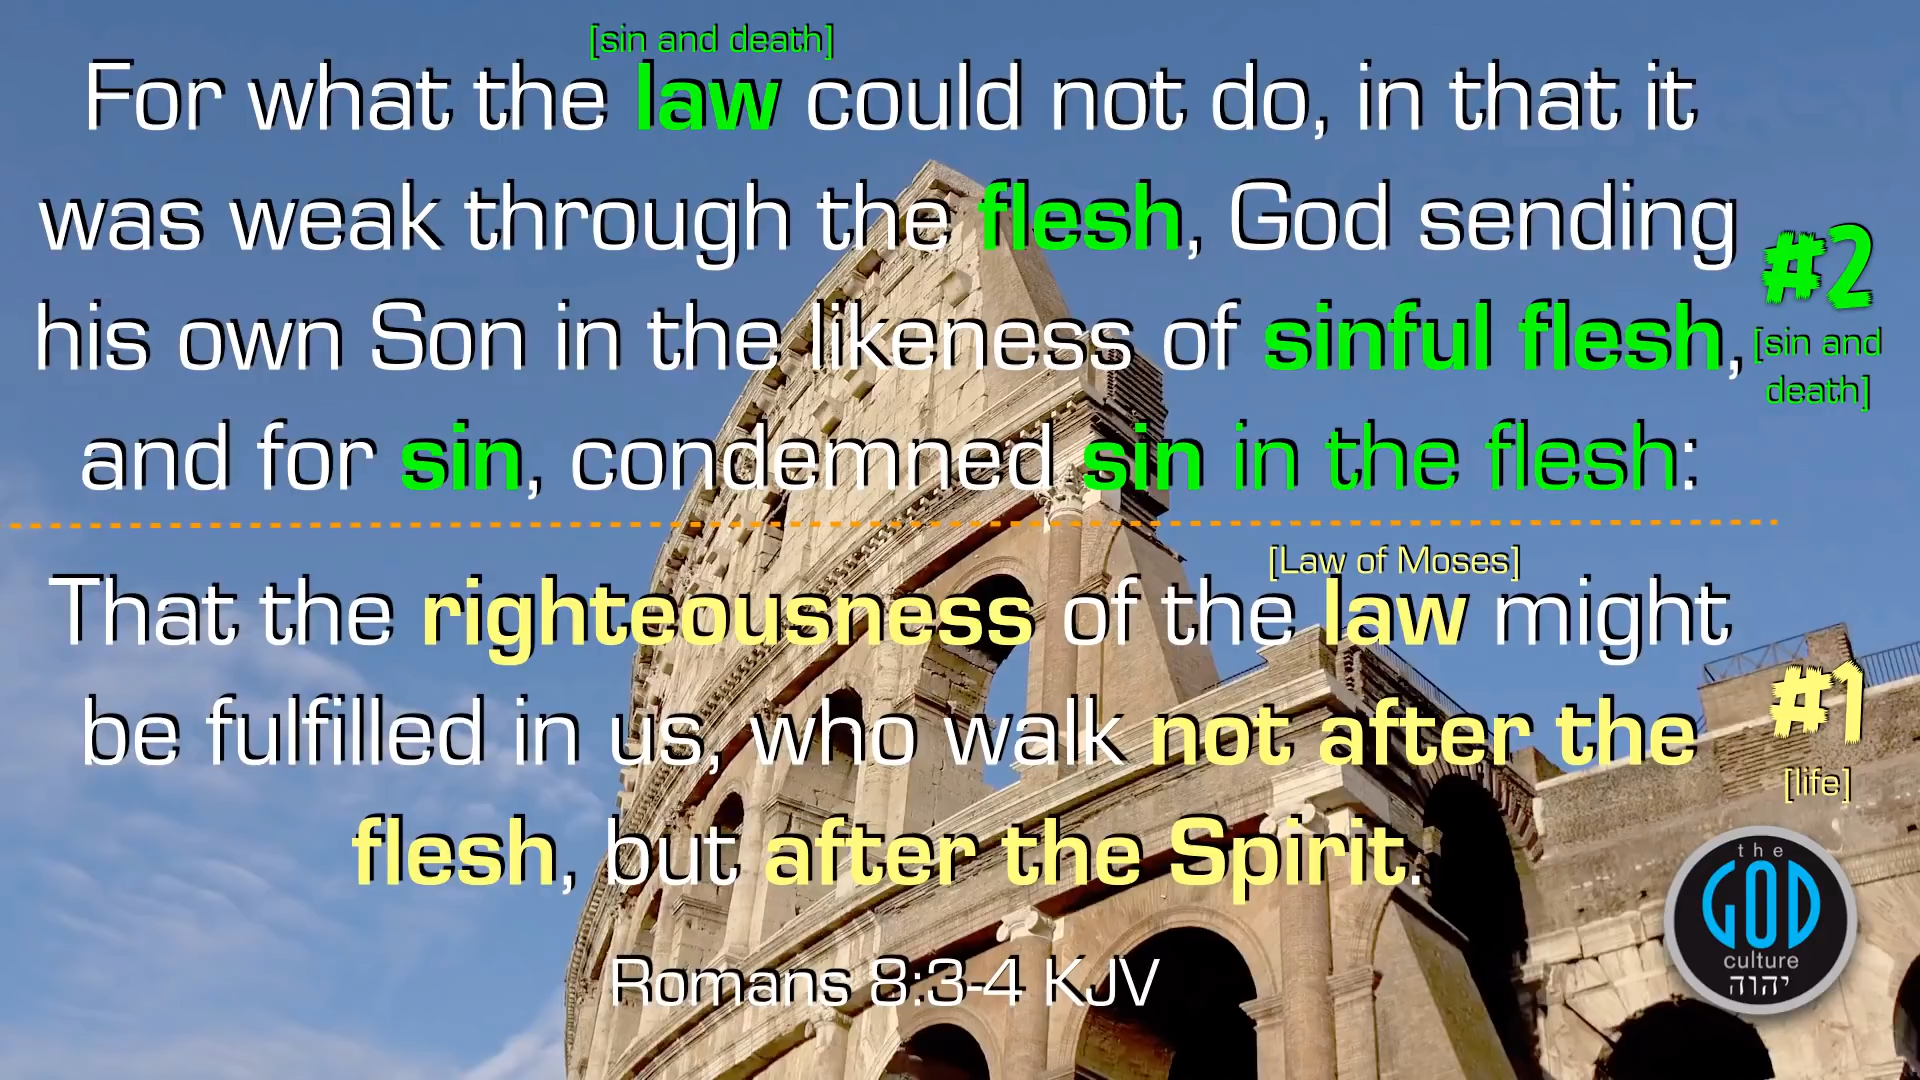 [sin and death]
For what the law could not do, in that it
was weak through the flesh, God sending
#2
his own Son in the likeness of sinful flesh,
[sin and
death]
and for sin, condemned sin in the flesh:
[Law of Moses]
That the righteousness of the law might
#1
be fulfilled in us, who walk not after the
[life]
flesh, but after the Spirit.
the
GOD
culture
יהוה
Romans 8:3-4 KJV